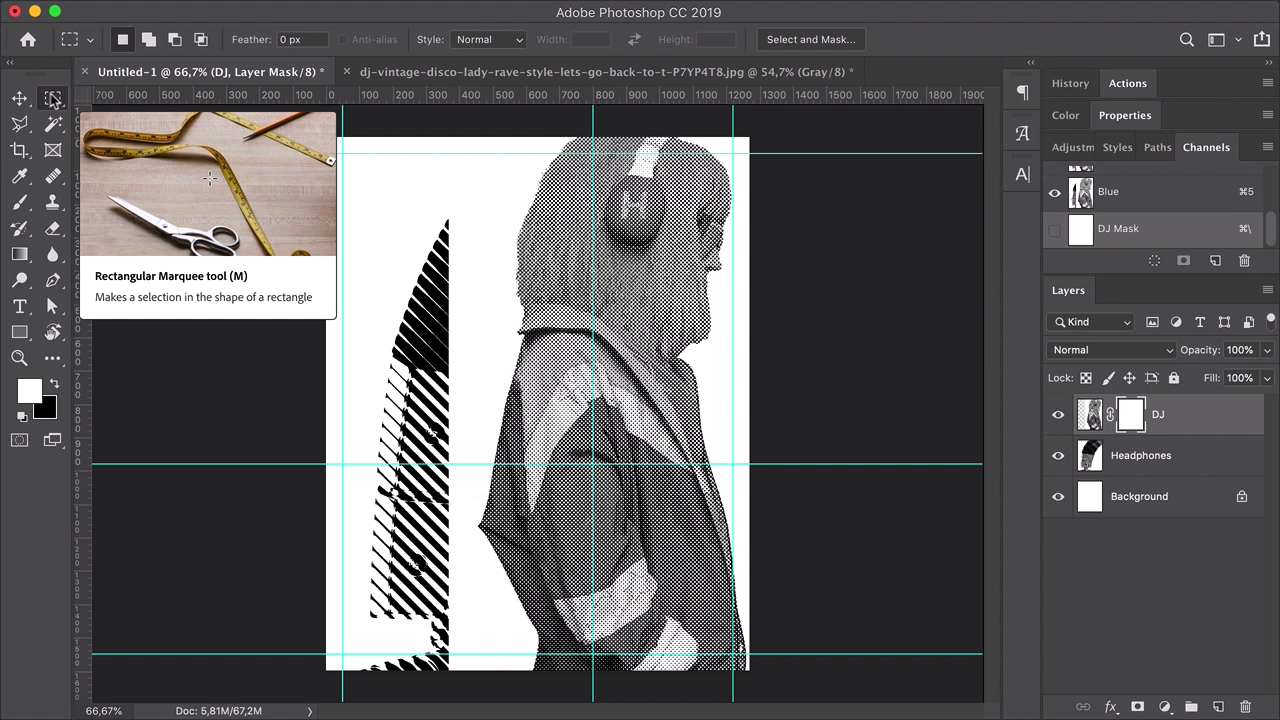 Adobe Photoshop CC 2019
Feather: 0 px Anti-alias Style: Normal Width: Height: Select and Mask...
Untitled-1 @ 66,7% (DJ, Layer Mask/8) *
dj-vintage-disco-lady-rave-style-lets-go-back-to-t-P7YP4T8.jpg @ 54,7% (Gray/8) *
700 600 500 400 300 200 100 0 100 200 300 400 500 600 700 800 900 1000 1100 1200 1300 1400 1500 1600 1700 1800 1900
Rectangular Marquee tool (M)
Makes a selection in the shape of a rectangle
History Actions
Color Properties
Adjustm Styles Paths Channels
Blue ⌘5
DJ Mask ⌘\
Layers
Kind
Normal Opacity: 100%
Lock: Fill: 100%
DJ
Headphones
Background
66,67% Doc: 5,81M/67,2M